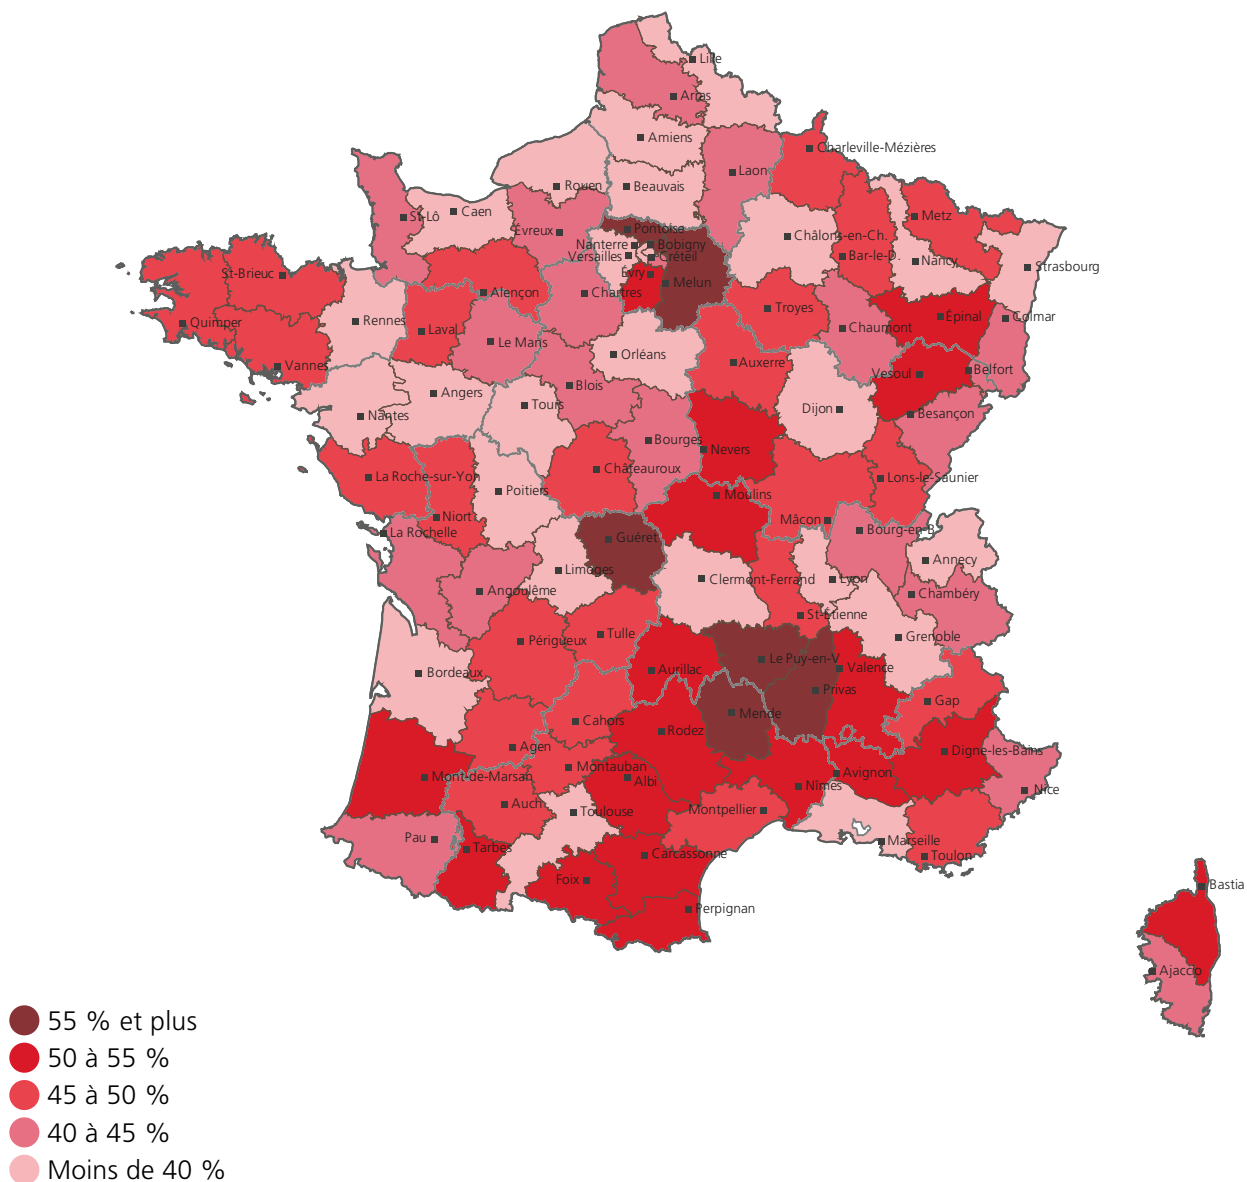 Lille
Arras
Amiens
Charleville-Mézières
Laon
Rouen
Beauvais
St-Lô
Caen
Metz
Évreux
Pontoise
Châlons-en-Ch.
Nanterre
Bobigny
Versailles
Créteil
Bar-le-D.
Nancy
Strasbourg
St-Brieuc
Évry
Melun
Alençon
Chartres
Troyes
Épinal
Colmar
Quimper
Rennes
Laval
Chaumont
Le Mans
Orléans
Vannes
Auxerre
Vesoul
Belfort
Blois
Angers
Tours
Dijon
Nantes
Besançon
Bourges
Nevers
Châteauroux
La Roche-sur-Yon
Lons-le-Saunier
Poitiers
Moulins
Niort
Mâcon
La Rochelle
Bourg-en-B.
Guéret
Annecy
Limoges
Clermont-Ferrand
Lyon
Angoulême
Chambéry
St-Étienne
Périgueux
Tulle
Grenoble
Le Puy-en-V.
Bordeaux
Aurillac
Valence
Privas
Gap
Mende
Cahors
Rodez
Agen
Digne-les-Bains
Mont-de-Marsan
Montauban
Albi
Avignon
Nîmes
Nice
Auch
Toulouse
Montpellier
Pau
Marseille
Tarbes
Carcassonne
Toulon
Foix
Bastia
Perpignan
Ajaccio
55 % et plus
50 à 55 %
45 à 50 %
40 à 45 %
Moins de 40 %